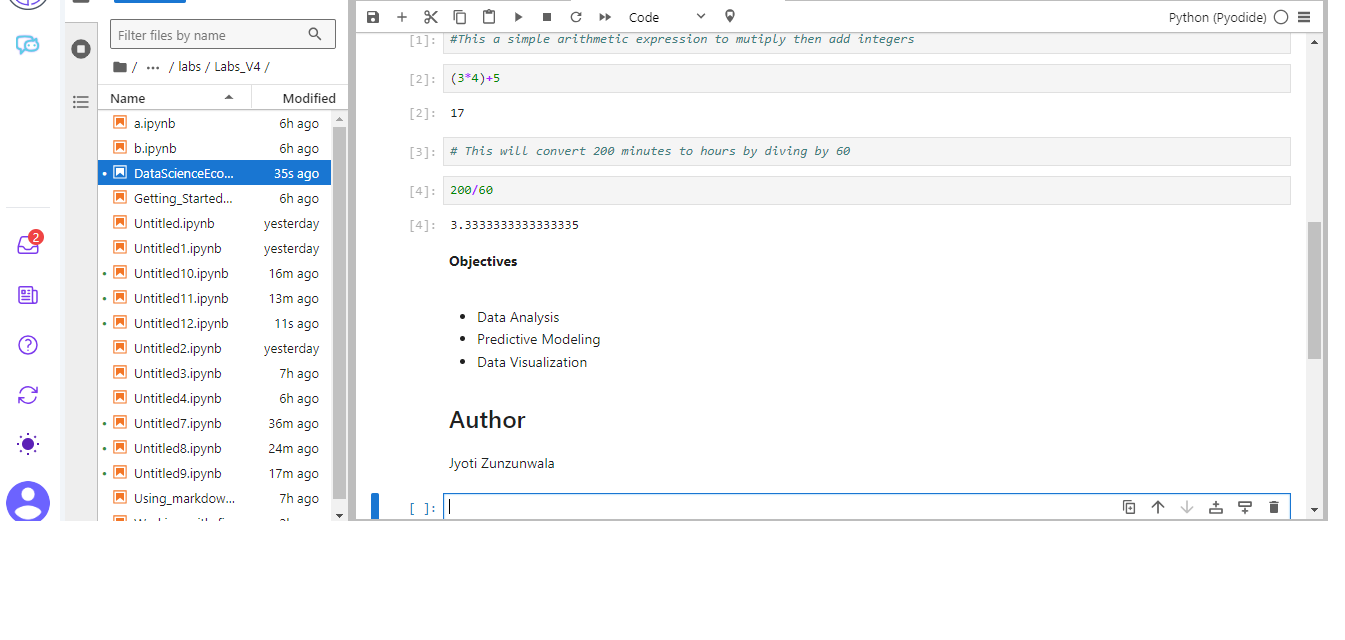 Filter files by name
/ ... / labs / Labs_V4 /
Name Modified
a.ipynb 6h ago
b.ipynb 6h ago
DataScienceEco... 35s ago
Getting_Started... 6h ago
Untitled.ipynb yesterday
Untitled1.ipynb yesterday
Untitled10.ipynb 16m ago
Untitled11.ipynb 13m ago
Untitled12.ipynb 11s ago
Untitled2.ipynb yesterday
Untitled3.ipynb 7h ago
Untitled4.ipynb 6h ago
Untitled7.ipynb 36m ago
Untitled8.ipynb 24m ago
Untitled9.ipynb 17m ago
Using_markdow... 7h ago
2
Code
Python (Pyodide)
[1]: #This a simple arithmetic expression to mutiply then add integers
[2]: (3*4)+5
[2]: 17
[3]: # This will convert 200 minutes to hours by diving by 60
[4]: 200/60
[4]: 3.3333333333333335
Objectives
• Data Analysis
• Predictive Modeling
• Data Visualization
Author
Jyoti Zunzunwala
[ ]: